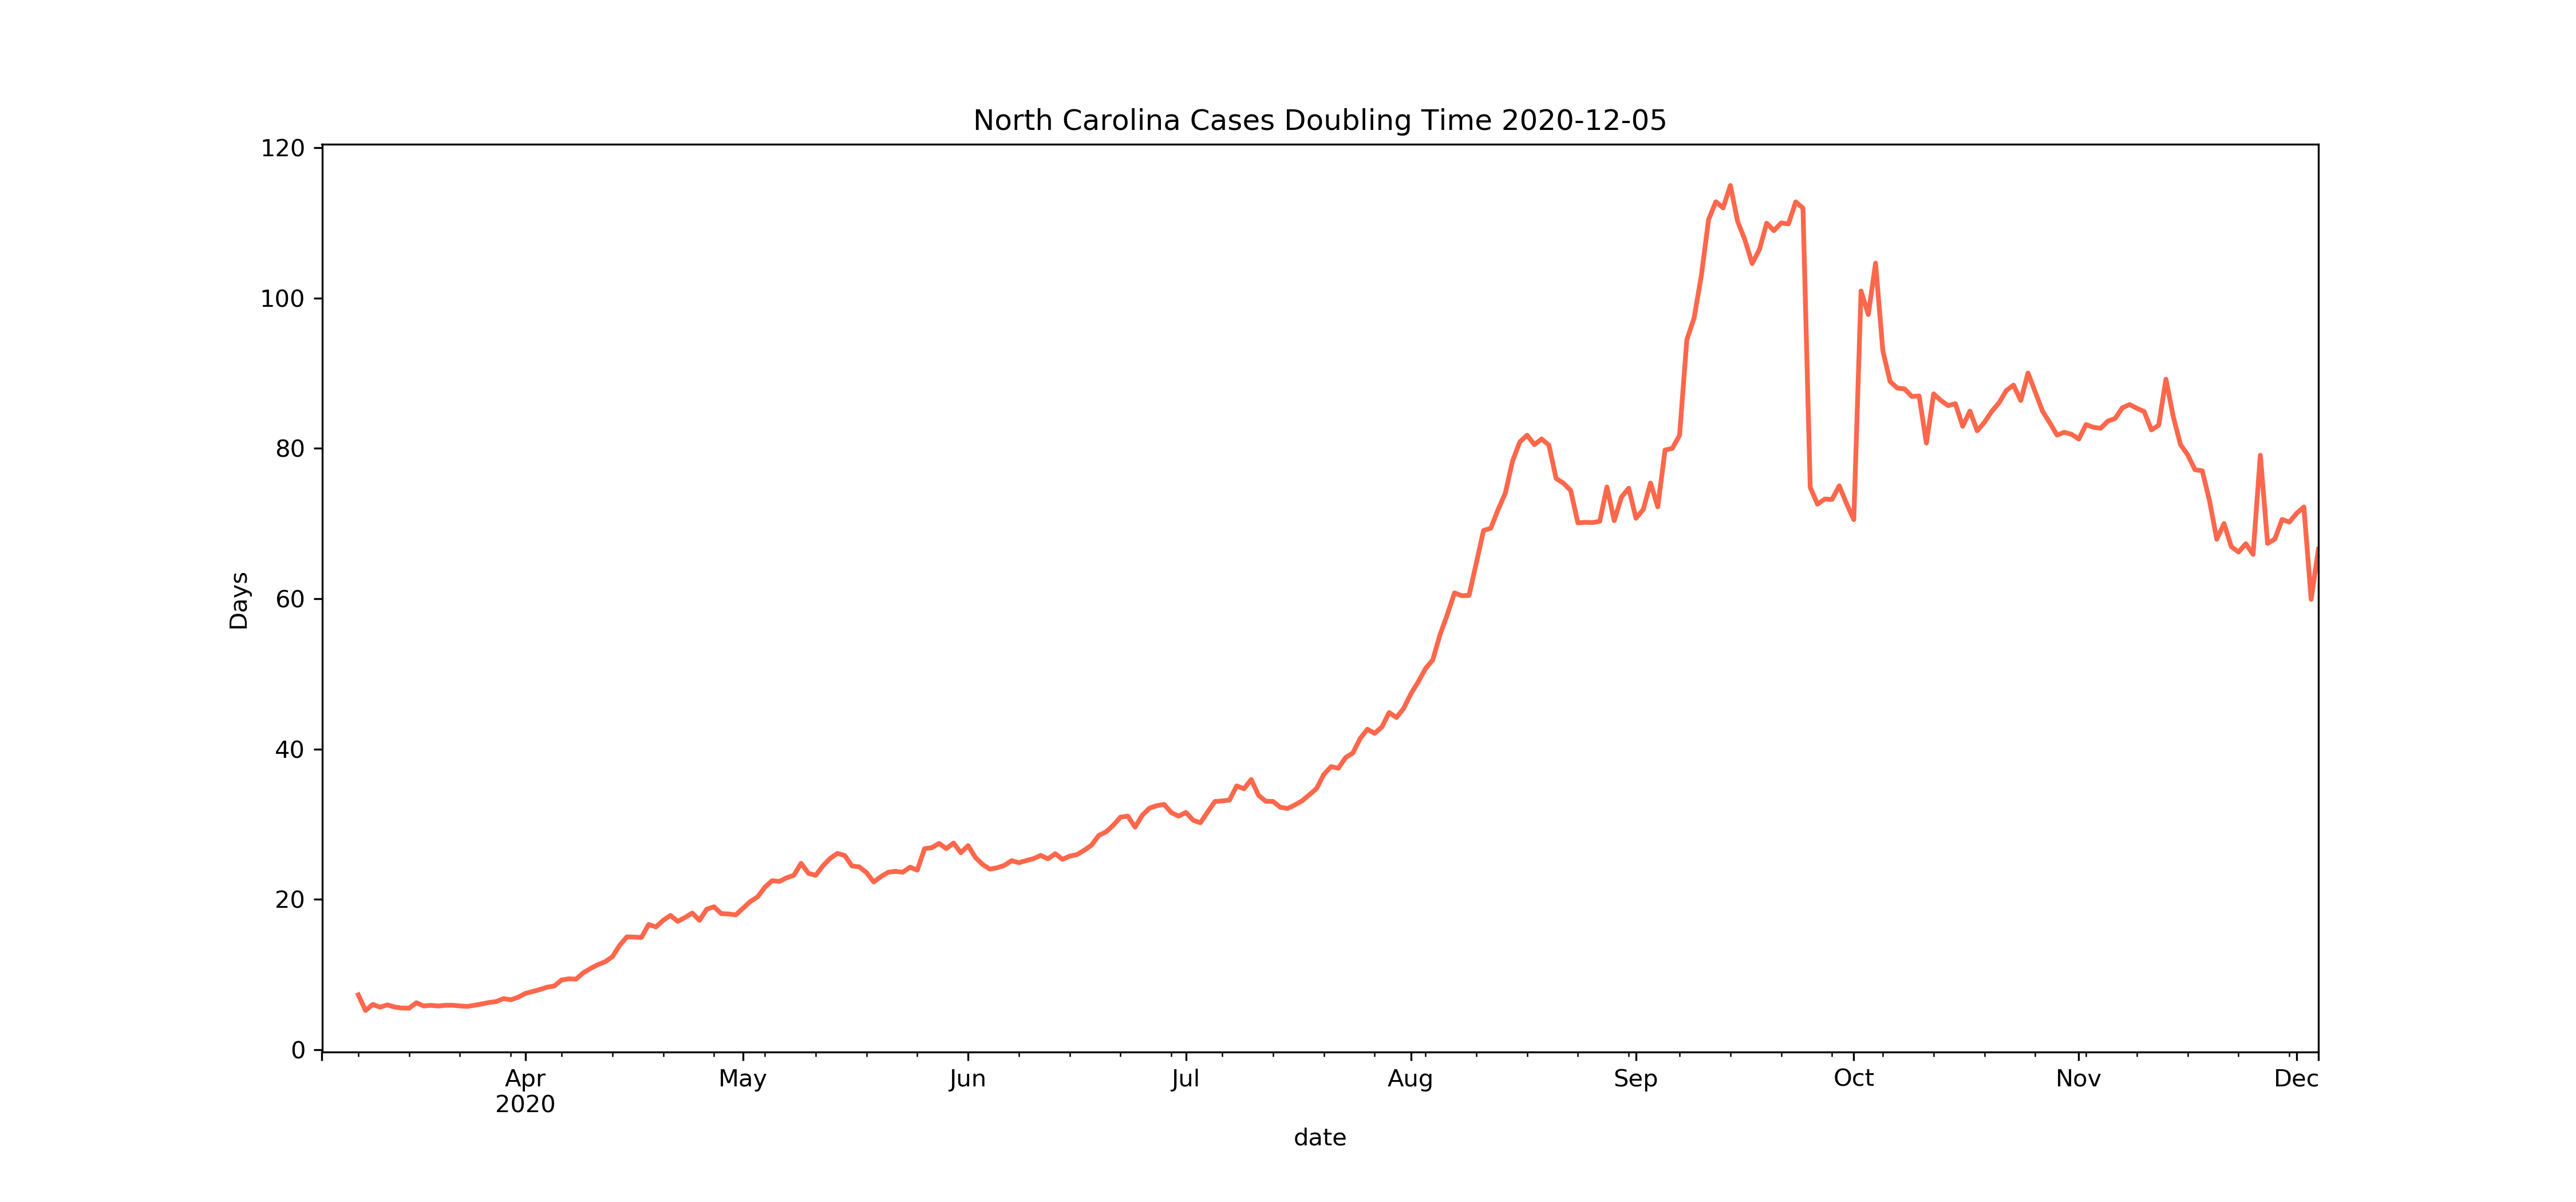 North Carolina Cases Doubling Time 2020-12-05
120
100
80
60
40
20
0
Days
Apr May Jun Jul Aug Sep Oct Nov Dec
2020
date